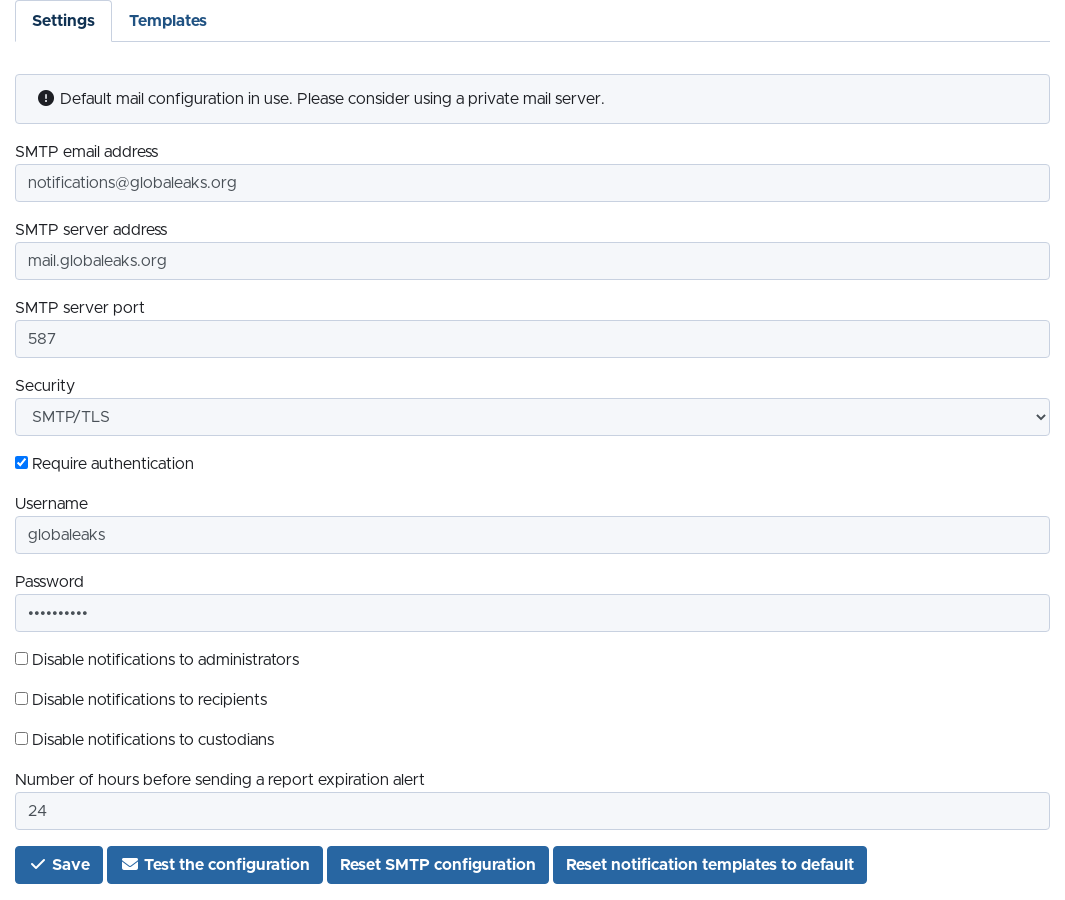 Settings Templates
Default mail configuration in use. Please consider using a private mail server.
SMTP email address
notifications@globaleaks.org
SMTP server address
mail.globaleaks.org
SMTP server port
587
Security
SMTP/TLS
Require authentication
Username
globaleaks
Password
••••••••••
Disable notifications to administrators
Disable notifications to recipients
Disable notifications to custodians
Number of hours before sending a report expiration alert
24
Save Test the configuration Reset SMTP configuration Reset notification templates to default